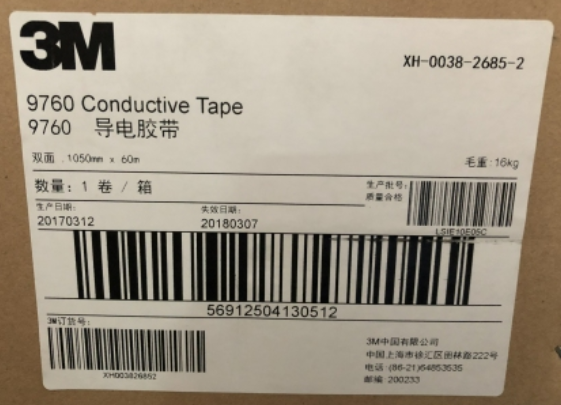 3M
XH-0038-2685-2
9760 Conductive Tape
9760 导电胶带
双面 .1050mm x 60m
毛重:16kg
数量: 1 卷 / 箱
生产批号:
质量合格
LSIE10E05C
生产日期:
失效日期:
20170312
20180307
56912504130512
3M订货号:
XH003826852
3M中国有限公司
中国上海市徐汇区田林路222号
电话:(86-21)64853535
邮编:200233